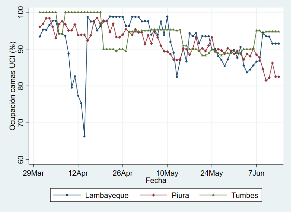 Ocupación camas UCI (%)
100
90
80
70
60
29Mar 12Apr 26Apr 10May 24May 7Jun
Fecha
Lambayeque Piura Tumbes